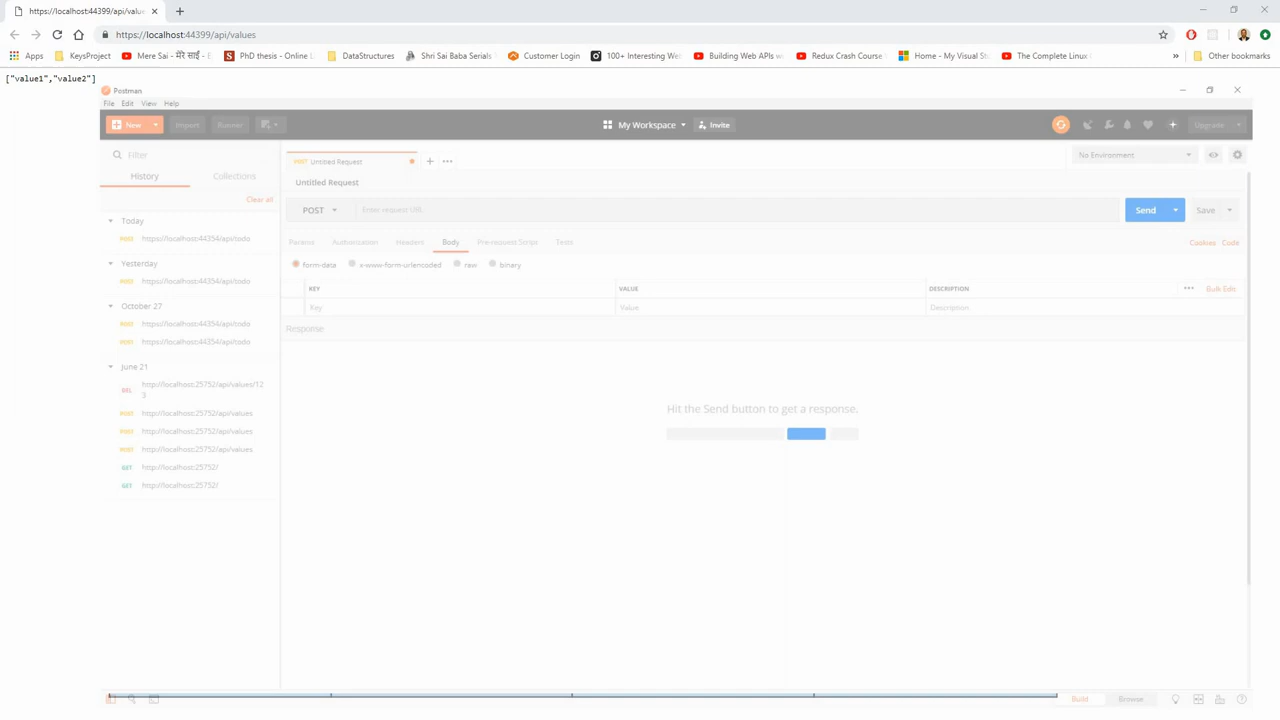 https://localhost:44399/api/value
https://localhost:44399/api/values
Apps
KeysProject
Mere Sai - मेरे साईं -
PhD thesis - Online L
DataStructures
Shri Sai Baba Serials
Customer Login
100+ Interesting We
Building Web APIs w
Redux Crash Course
Home - My Visual St
The Complete Linux
»
Other bookmarks
["value1","value2"]
Postman
File Edit View Help
New
Import
Runner
My Workspace
Invite
Upgrade
Filter
History
Collections
Clear all
Today
POST https://localhost:44354/api/todo
Yesterday
POST https://localhost:44354/api/todo
October 27
POST https://localhost:44354/api/todo
POST https://localhost:44354/api/todo
June 21
DEL http://localhost:25752/api/values/12
3
POST http://localhost:25752/api/values
POST http://localhost:25752/api/values
POST http://localhost:25752/api/values
GET http://localhost:25752/
GET http://localhost:25752/
POST Untitled Request
No Environment
Untitled Request
POST
Enter request URL
Send
Save
Params
Authorization
Headers
Body
Pre-request Script
Tests
Cookies
Code
form-data
x-www-form-urlencoded
raw
binary
KEY
VALUE
DESCRIPTION
Bulk Edit
Key
Value
Description
Response
Hit the Send button to get a response.
Build
Browse